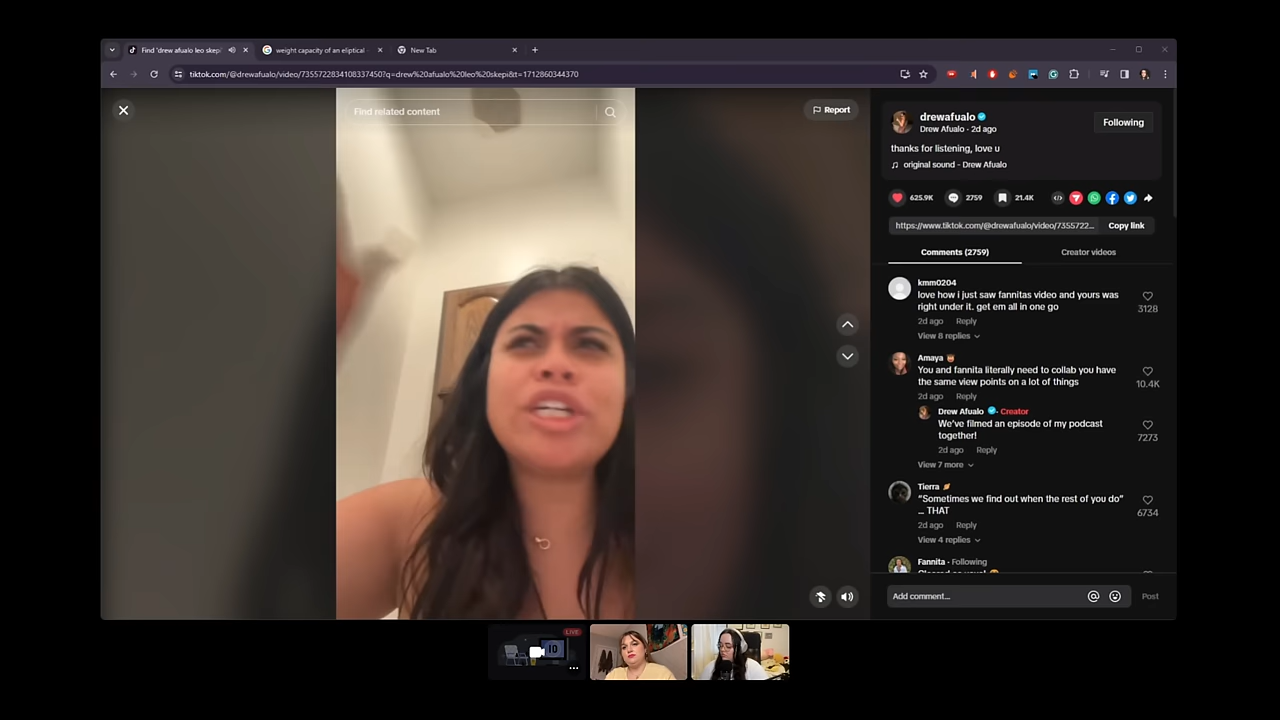 Find 'drew afualo leo skepi'
weight capacity of an eliptical -
New Tab
tiktok.com/@drewafualo/video/7355722834108337450?q=drew%20afualo%20leo%20skepi&t=1712860344370
Find related content
Report
drewafualo
Drew Afualo · 2d ago
Following
thanks for listening, love u
original sound - Drew Afualo
625.9K
2759
21.4K
https://www.tiktok.com/@drewafualo/video/7355722...
Copy link
Comments (2759)
Creator videos
kmm0204
love how i just saw fannitas video and yours was
right under it. get em all in one go
3128
2d ago Reply
View 8 replies
Amaya
You and fannita literally need to collab you have
the same view points on a lot of things
10.4K
2d ago Reply
Drew Afualo · Creator
We've filmed an episode of my podcast
together!
7273
2d ago Reply
View 7 more
Tierra
“Sometimes we find out when the rest of you do”
... THAT
6734
2d ago Reply
View 4 replies
Fannita · Following
Add comment...
Post
LIVE